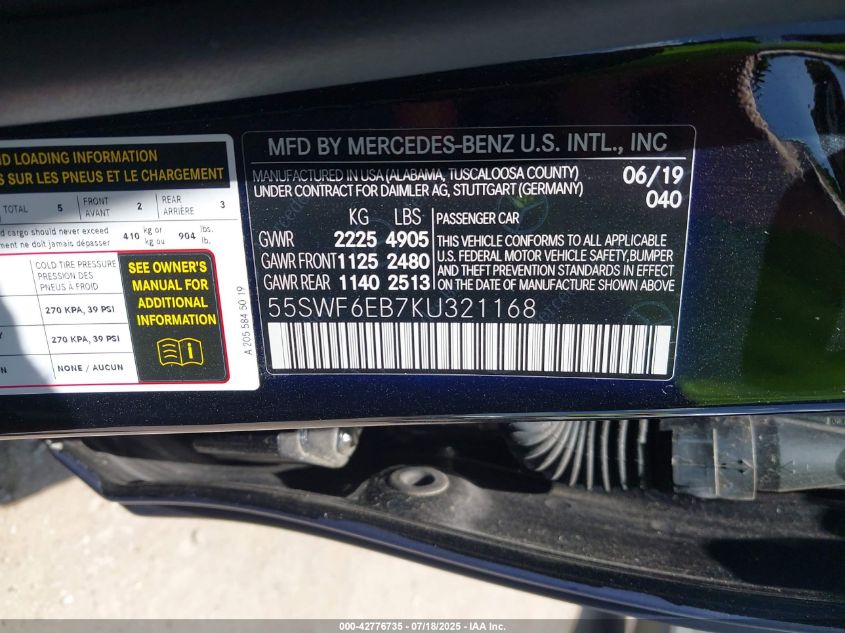 ND LOADING INFORMATION
S SUR LES PNEUS ET LE CHARGEMENT
TOTAL 5 FRONT AVANT 2 REAR ARRIÈRE 3
d cargo should never exceed 410 kg or 904 lbs.
ment ne doit jamais dépasser kg ou lb.
COLD TIRE PRESSURE
PRESSION DES
PNEUS À FROID
270 KPA, 39 PSI
270 KPA, 39 PSI
NONE / AUCUN
SEE OWNER'S
MANUAL FOR
ADDITIONAL
INFORMATION
A 205 584 50 19
MFD BY MERCEDES-BENZ U.S. INTL., INC
MANUFACTURED IN USA (ALABAMA, TUSCALOOSA COUNTY) 06/19
UNDER CONTRACT FOR DAIMLER AG, STUTTGART (GERMANY) 040
KG LBS PASSENGER CAR
GVWR 2225 4905
GAWR FRONT 1125 2480
GAWR REAR 1140 2513
THIS VEHICLE CONFORMS TO ALL APPLICABLE
U.S. FEDERAL MOTOR VEHICLE SAFETY, BUMPER
AND THEFT PREVENTION STANDARDS IN EFFECT
ON THE DATE OF MANUFACTURE SHOWN ABOVE
55SWF6EB7KU321168
000-42776735 - 07/18/2025 - IAA Inc.